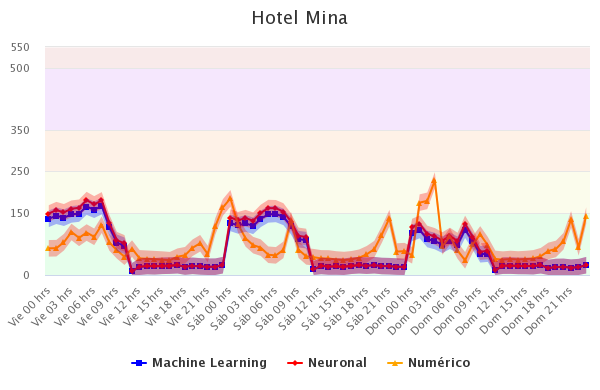 Hotel Mina
550
500
350
250
150
0
Vie 00 hrs
Vie 03 hrs
Vie 06 hrs
Vie 09 hrs
Vie 12 hrs
Vie 15 hrs
Vie 18 hrs
Vie 21 hrs
Sáb 00 hrs
Sáb 03 hrs
Sáb 06 hrs
Sáb 09 hrs
Sáb 12 hrs
Sáb 15 hrs
Sáb 18 hrs
Sáb 21 hrs
Dom 00 hrs
Dom 03 hrs
Dom 06 hrs
Dom 09 hrs
Dom 12 hrs
Dom 15 hrs
Dom 18 hrs
Dom 21 hrs
Machine Learning Neuronal Numérico